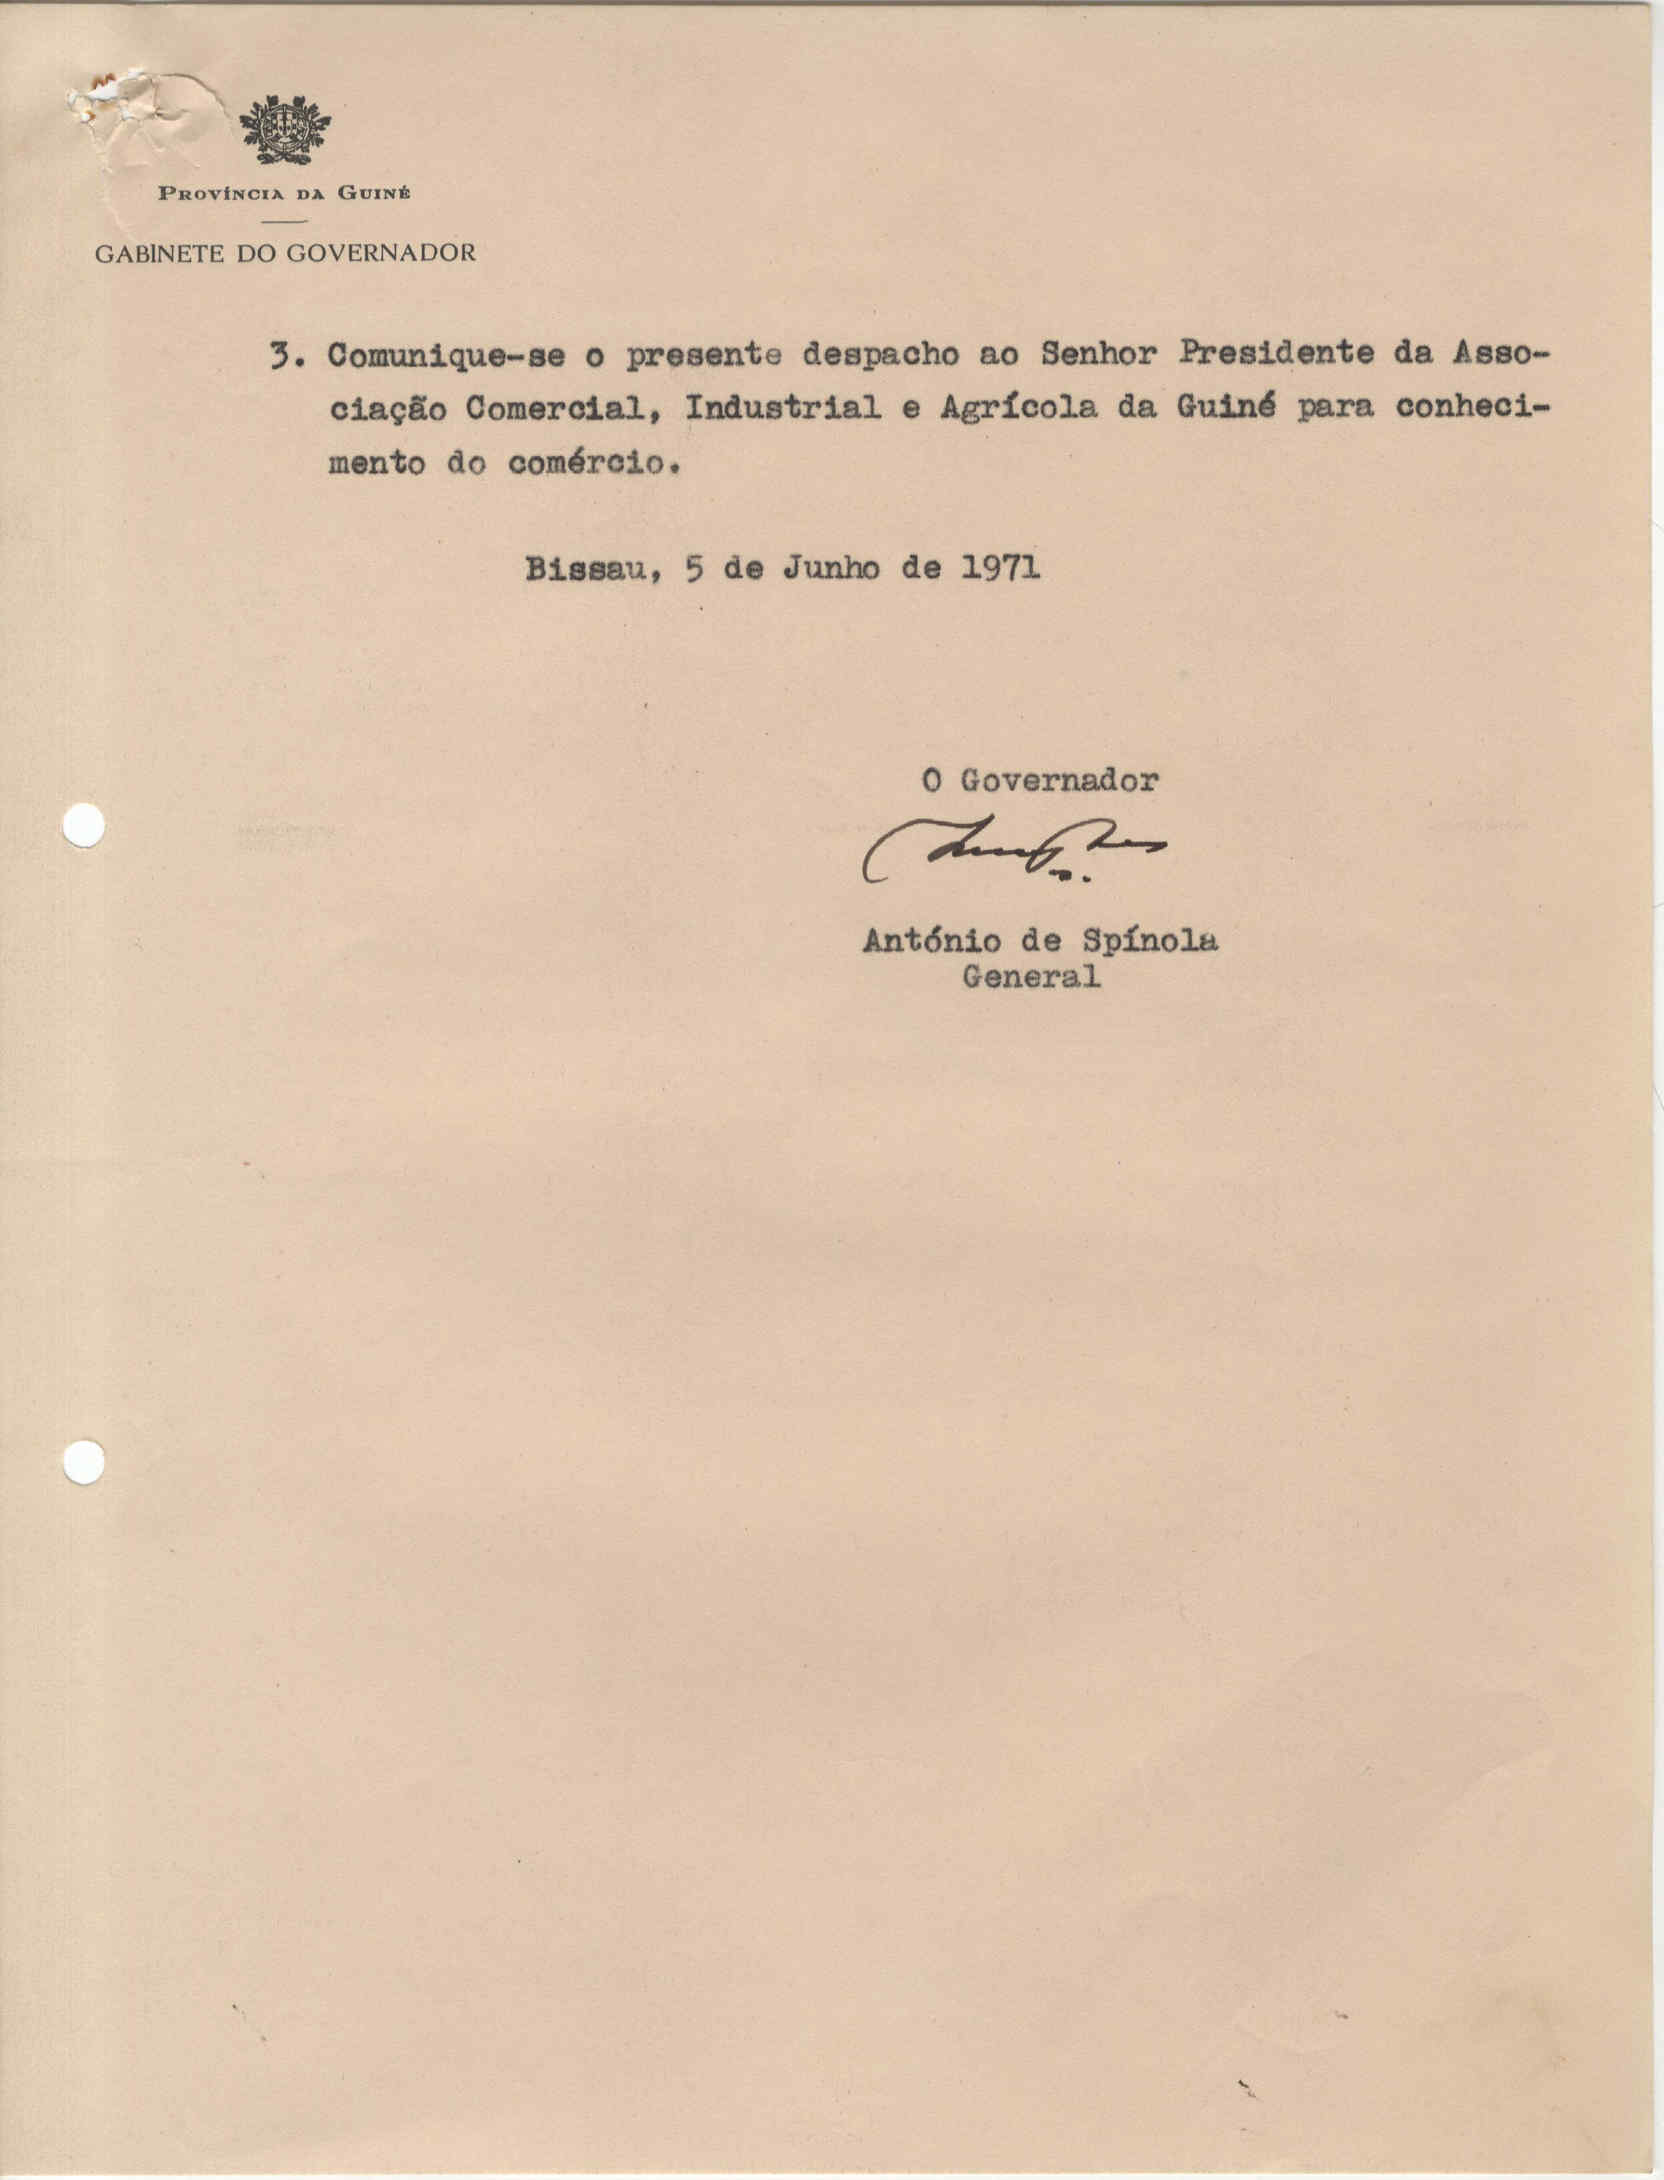 PROVÍNCIA DA GUINÉ
GABINETE DO GOVERNADOR
3. Comunique-se o presente despacho ao Senhor Presidente da Asso-
ciação Comercial, Industrial e Agrícola da Guiné para conheci-
mento do comércio.
Bissau, 5 de Junho de 1971
O Governador
António de Spínola
General